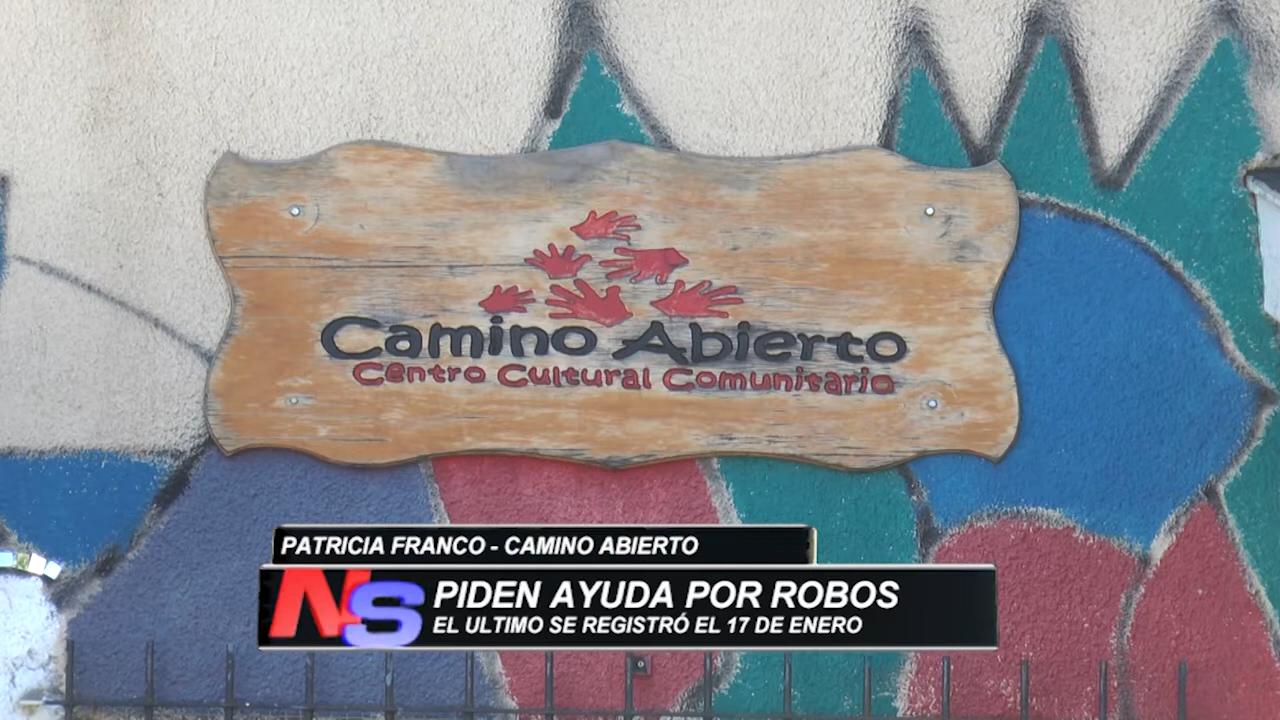 Camino Abierto
Centro Cultural Comunitario
PATRICIA FRANCO - CAMINO ABIERTO
NS
PIDEN AYUDA POR ROBOS
EL ULTIMO SE REGISTRÓ EL 17 DE ENERO